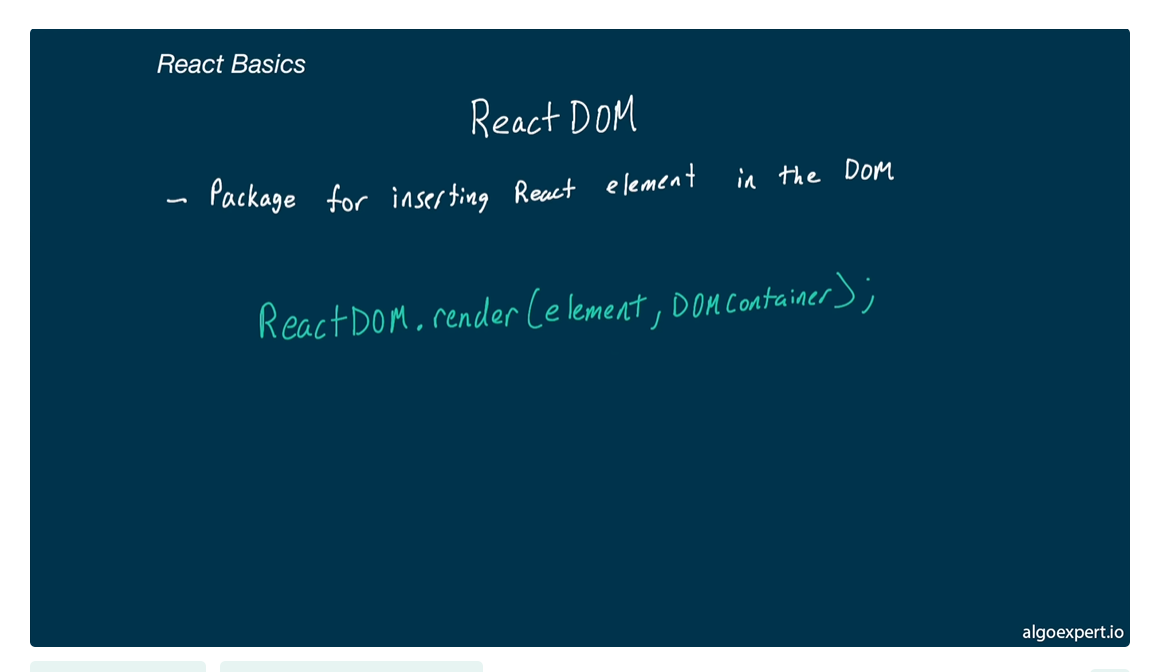 React Basics
React DOM
- Package for inserting React element in the DOM
ReactDOM.render(element, DOMContainer);
algoexpert.io